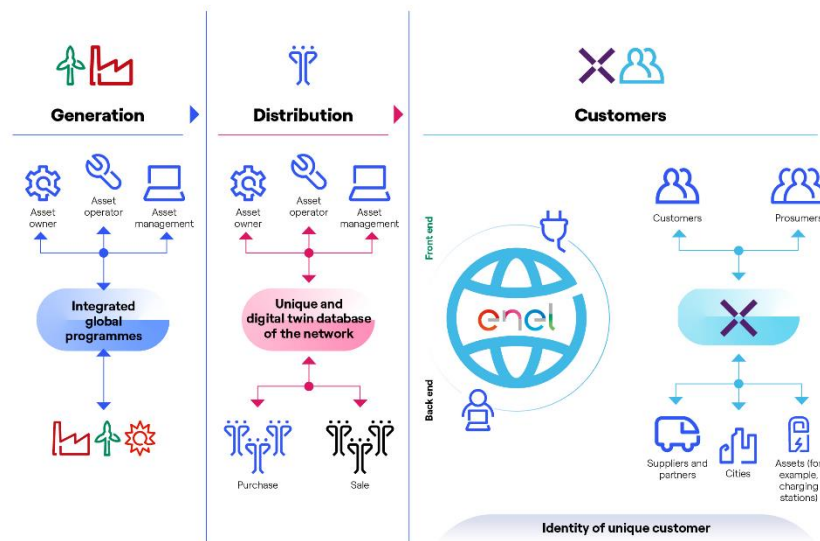 Generation
Distribution
Customers
Asset
owner
Asset
operator
Asset
management
Asset
owner
Asset
operator
Asset
management
Customers
Prosumers
Front end
Back end
enel
Integrated
global
programmes
Unique and
digital twin database
of the network
Purchase
Sale
Suppliers and
partners
Cities
Assets (for
example,
charging
stations)
Identity of unique customer